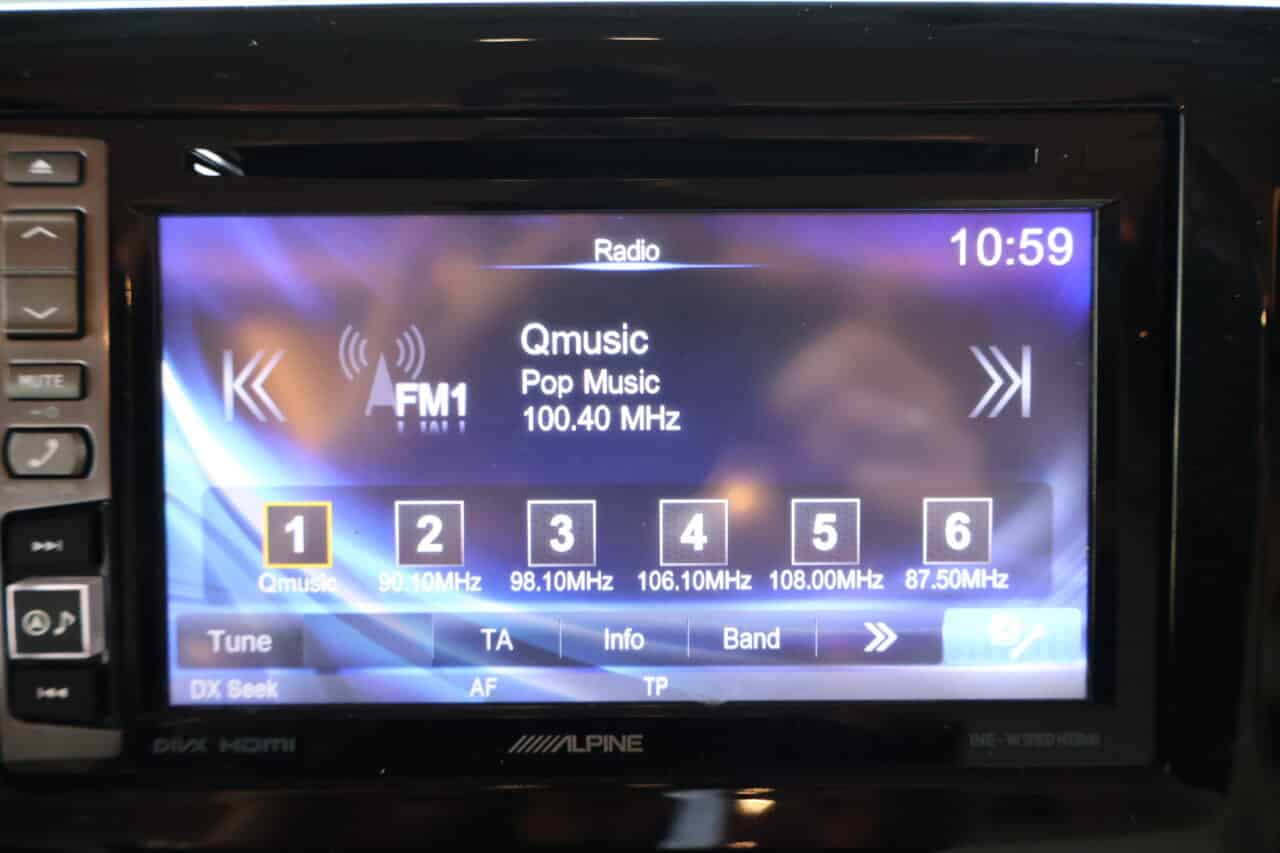 Radio
10:59
MUTE
FM1
Qmusic
Pop Music
100.40 MHz
1 2 3 4 5 6
Qmusic 90.10MHz 98.10MHz 106.10MHz 108.00MHz 87.50MHz
Tune TA Info Band
DX Seek AF TP
DIVX HDMI
ALPINE